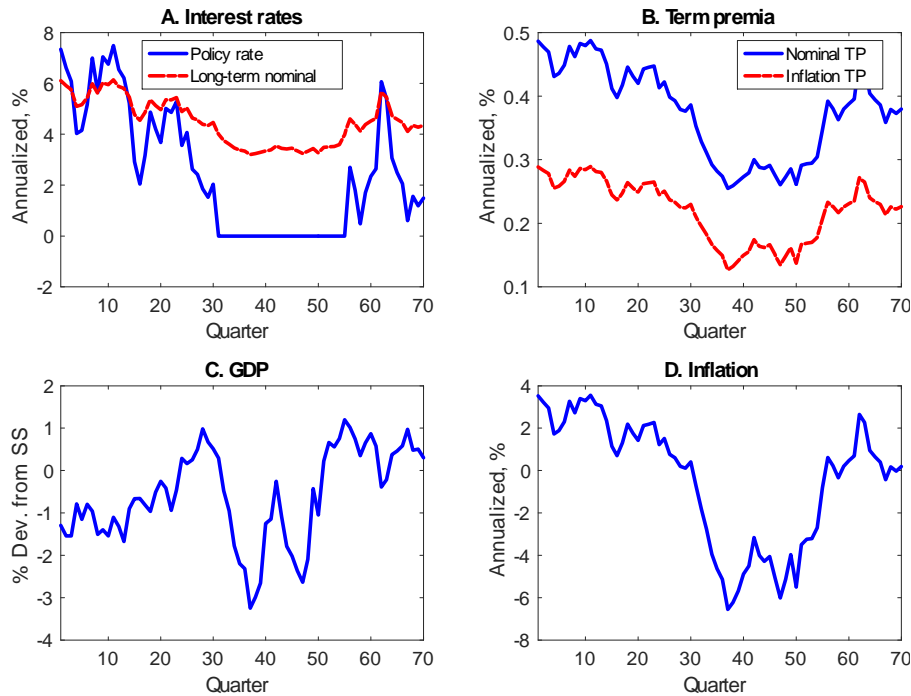 A. Interest rates
8
6
4
2
0
-2
Annualized, %
Policy rate
Long-term nominal
10 20 30 40 50 60 70
Quarter
B. Term premia
0.5
0.4
0.3
0.2
0.1
Annualized, %
Nominal TP
Inflation TP
10 20 30 40 50 60 70
Quarter
C. GDP
2
1
0
-1
-2
-3
-4
% Dev. from SS
10 20 30 40 50 60 70
Quarter
D. Inflation
4
2
0
-2
-4
-6
-8
Annualized, %
10 20 30 40 50 60 70
Quarter